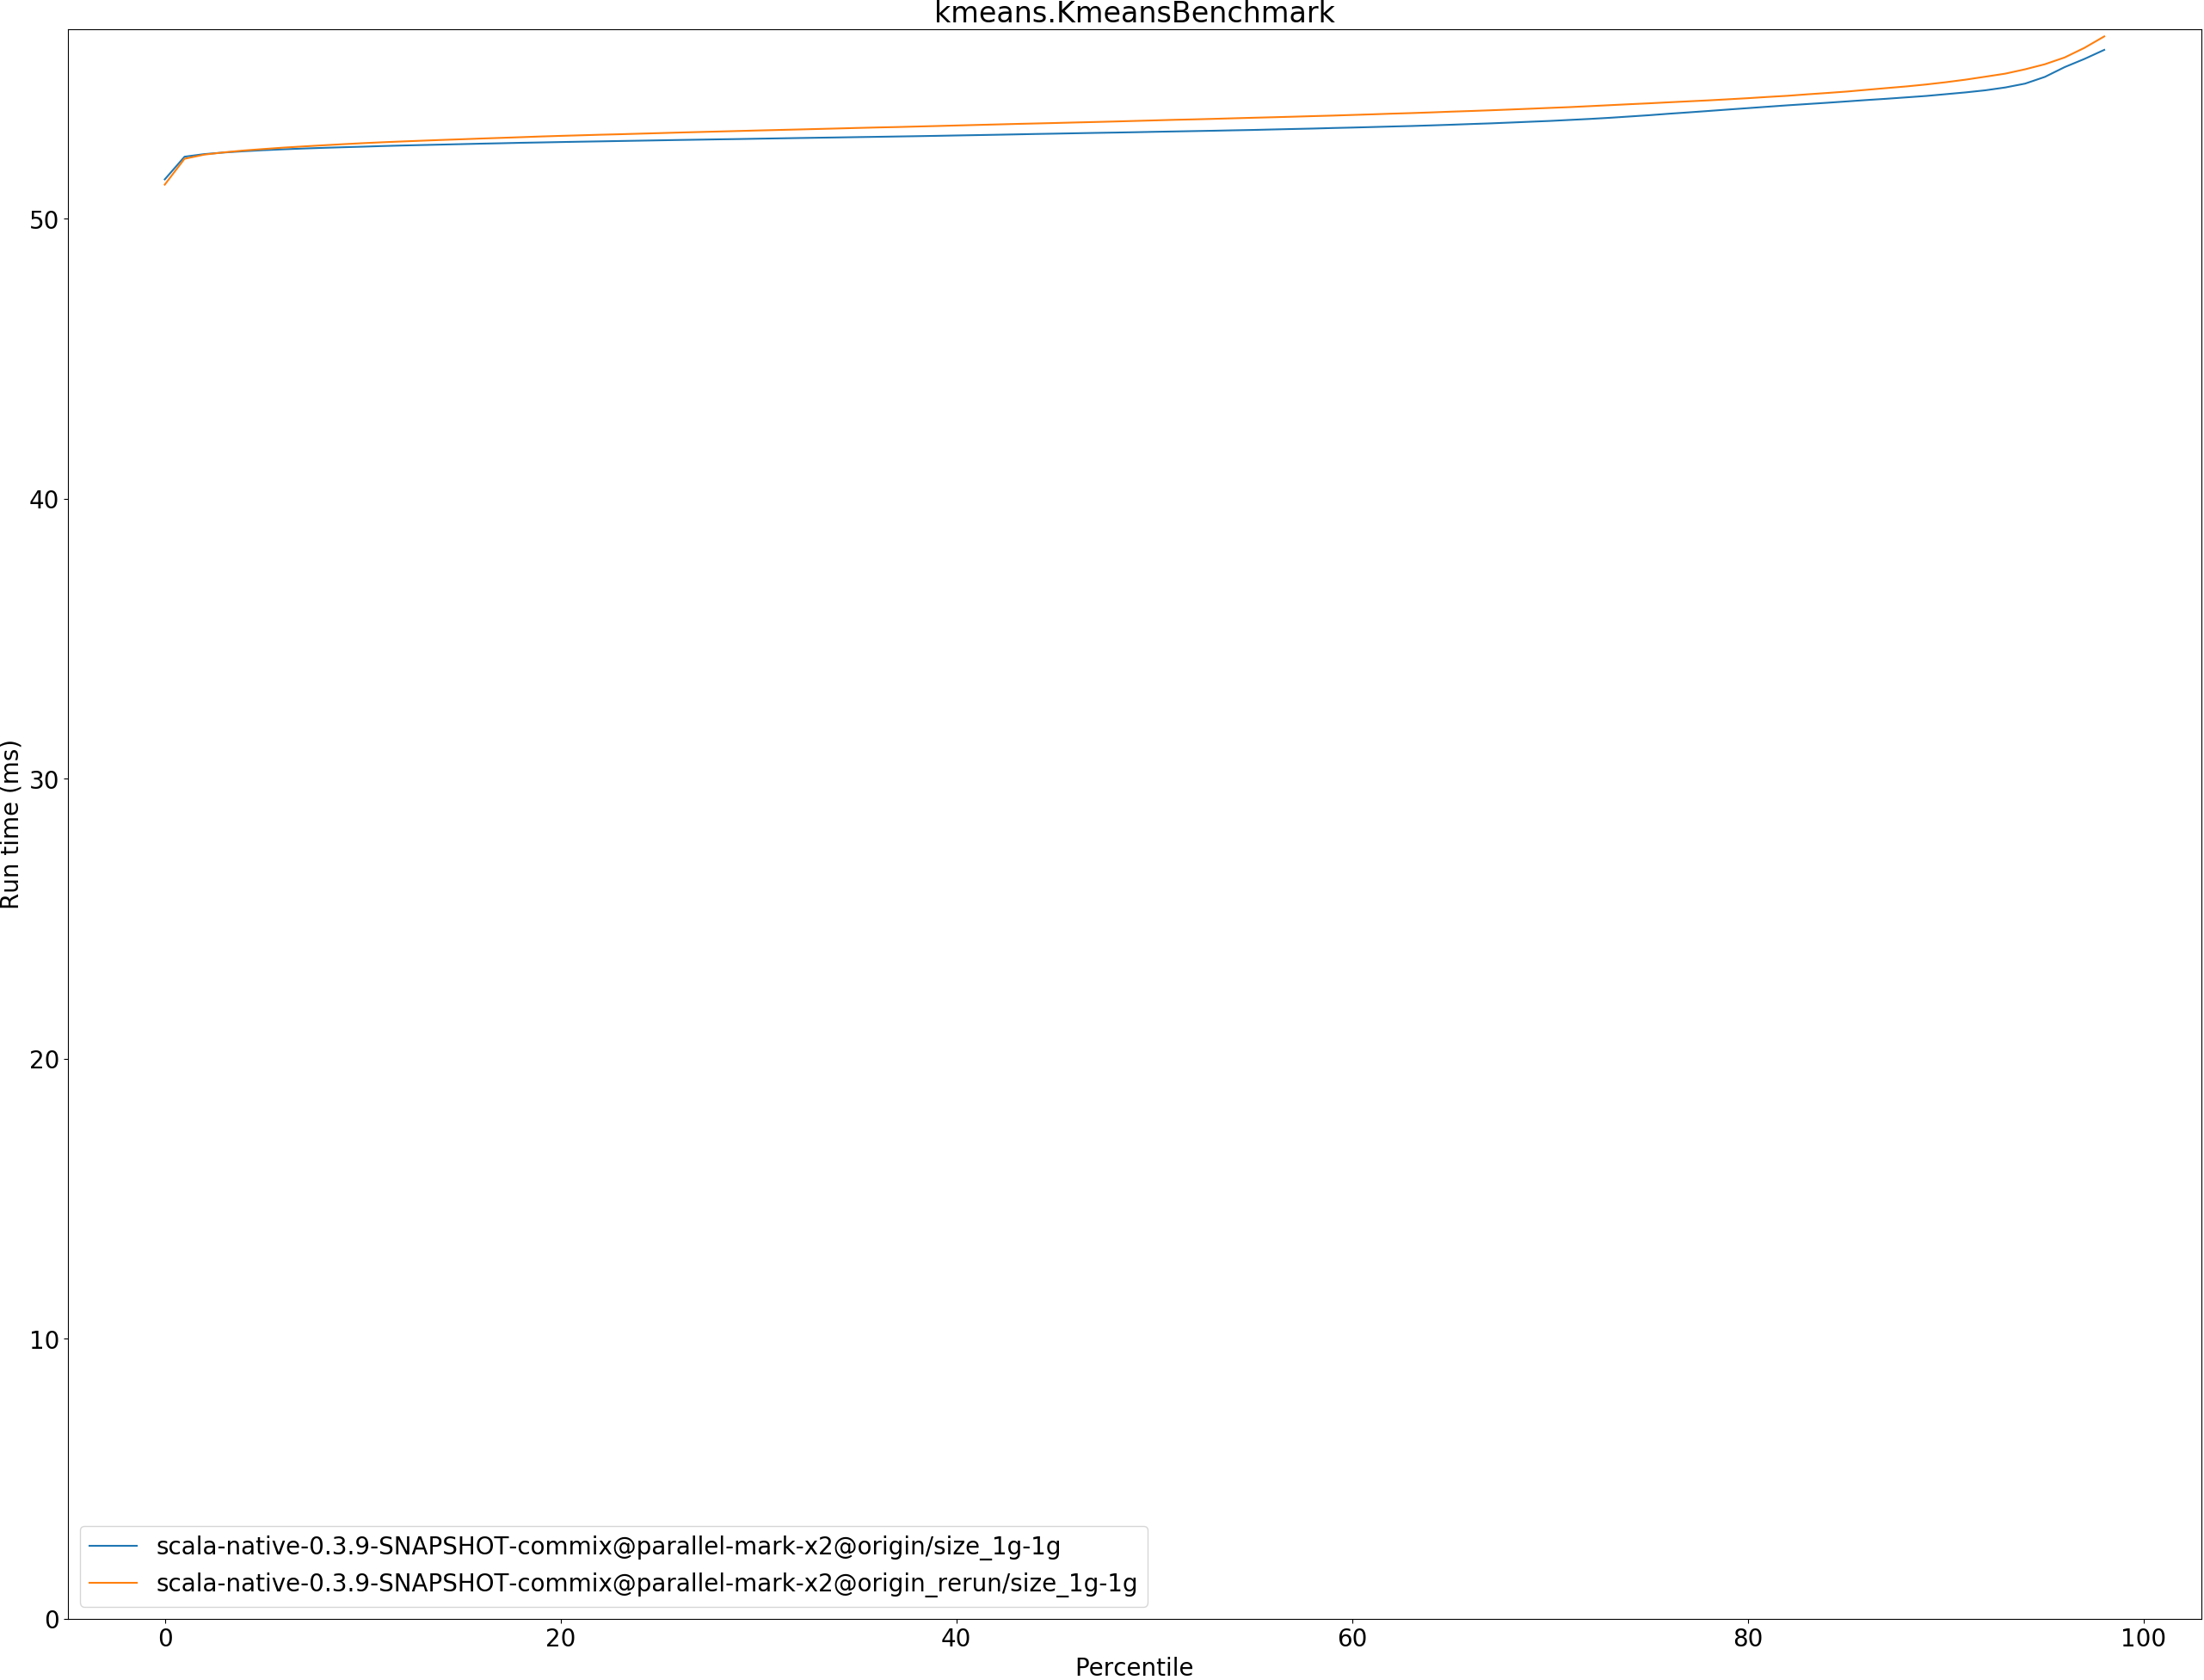 kmeans.KmeansBenchmark
Run time (ms)
50
40
30
20
10
0
scala-native-0.3.9-SNAPSHOT-commix@parallel-mark-x2@origin/size_1g-1g
scala-native-0.3.9-SNAPSHOT-commix@parallel-mark-x2@origin_rerun/size_1g-1g
0 20 40 60 80 100
Percentile